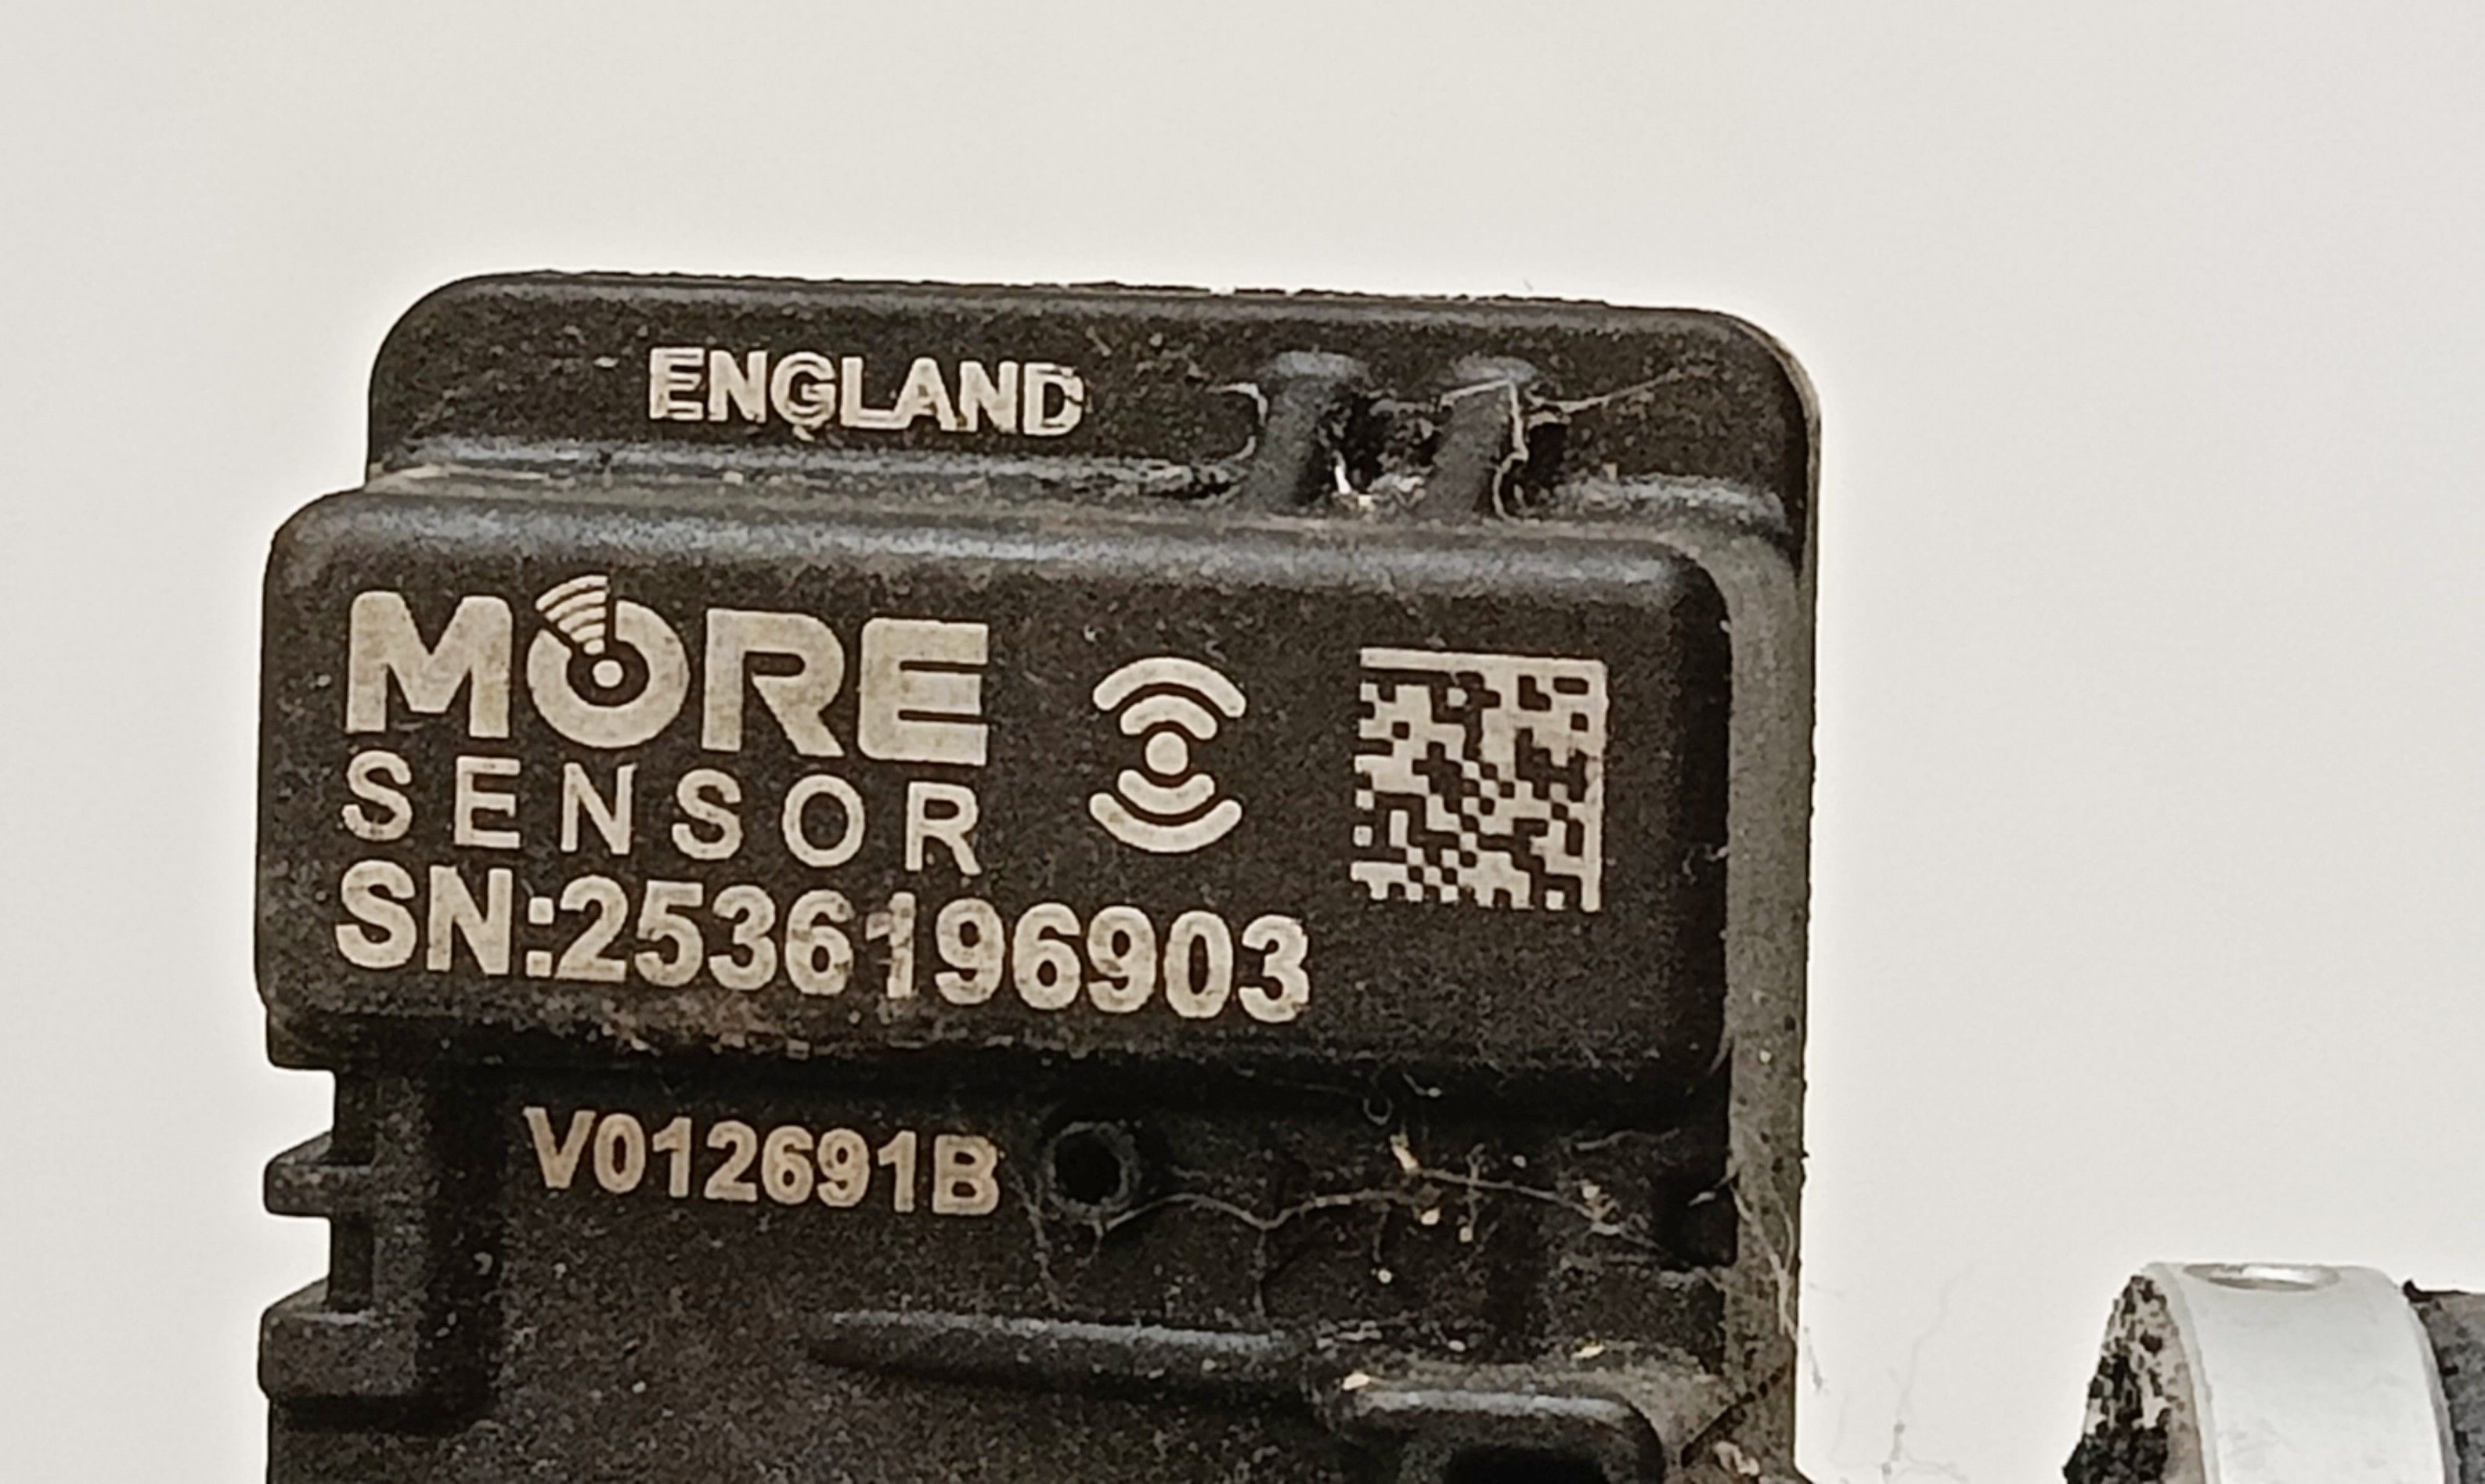 ENGLAND
MORE
SENSOR
SN:2536196903
V012691B